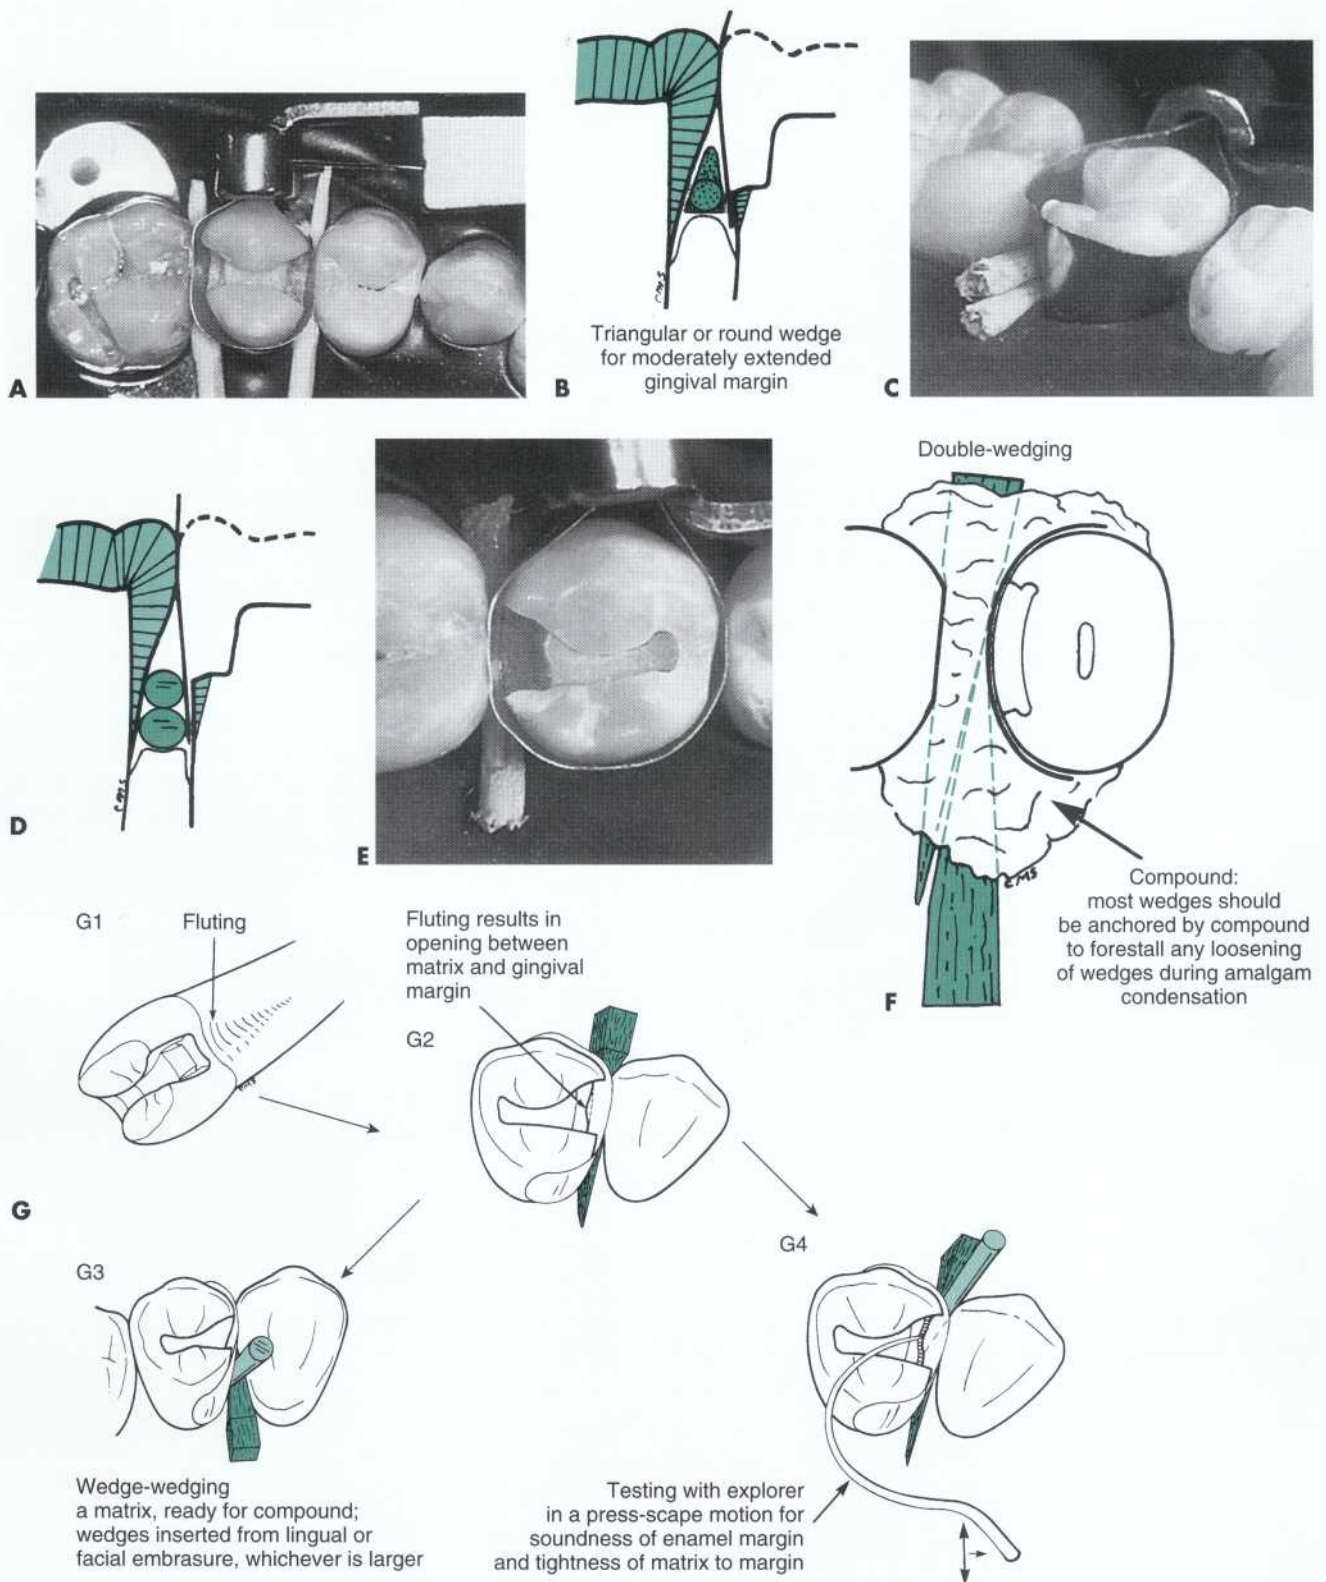 A
B
Triangular or round wedge
for moderately extended
gingival margin
C
D
E
Double-wedging
Compound:
most wedges should
be anchored by compound
to forestall any loosening
of wedges during amalgam
condensation
F
CMS
CMS
CMS
G1
Fluting
CMS
Fluting results in
opening between
matrix and gingival
margin
G2
G
G3
Wedge-wedging
a matrix, ready for compound;
wedges inserted from lingual or
facial embrasure, whichever is larger
G4
Testing with explorer
in a press-scape motion for
soundness of enamel margin
and tightness of matrix to margin